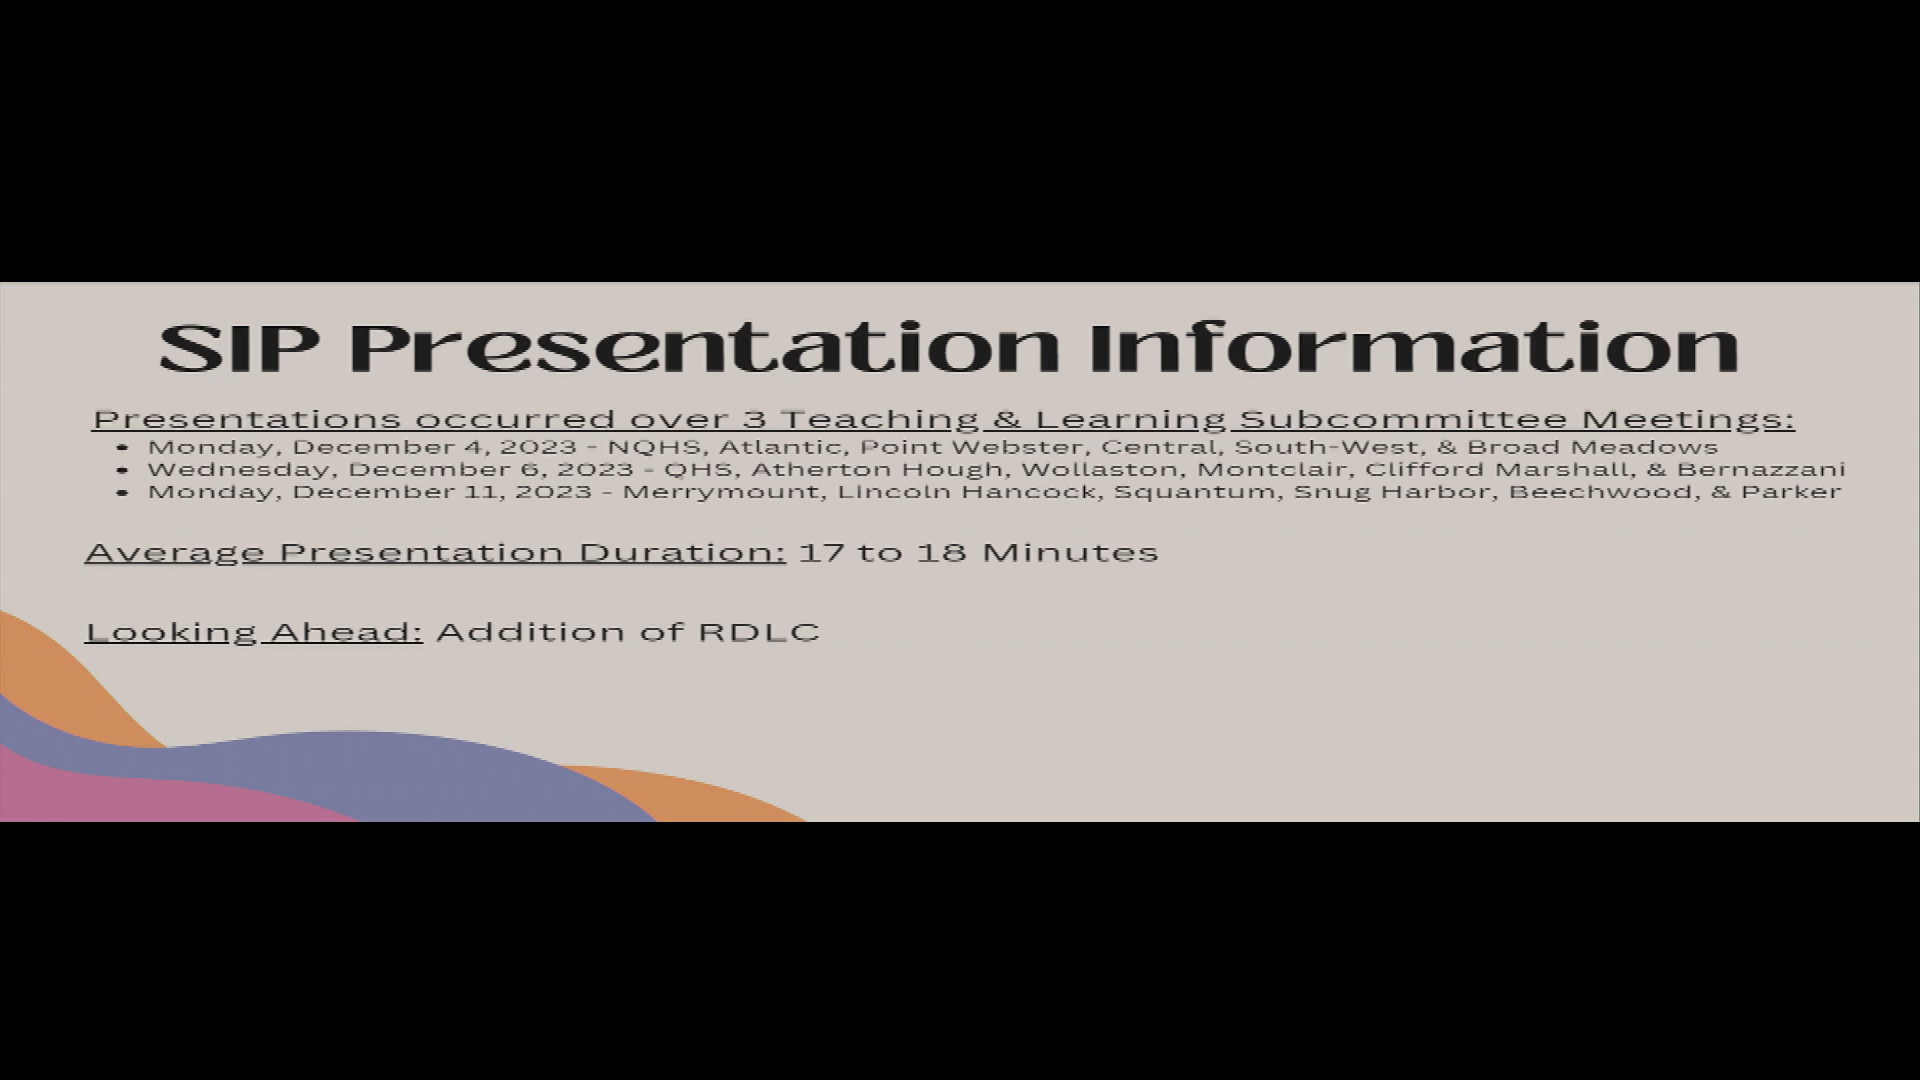 SIP Presentation Information
Presentations occurred over 3 Teaching & Learning Subcommittee Meetings:
• Monday, December 4, 2023 - NQHS, Atlantic, Point Webster, Central, South-West, & Broad Meadows
• Wednesday, December 6, 2023 - QHS, Atherton Hough, Wollaston, Montclair, Clifford Marshall, & Bernazzani
• Monday, December 11, 2023 - Merrymount, Lincoln Hancock, Squantum, Snug Harbor, Beechwood, & Parker
Average Presentation Duration: 17 to 18 Minutes
Looking Ahead: Addition of RDLC